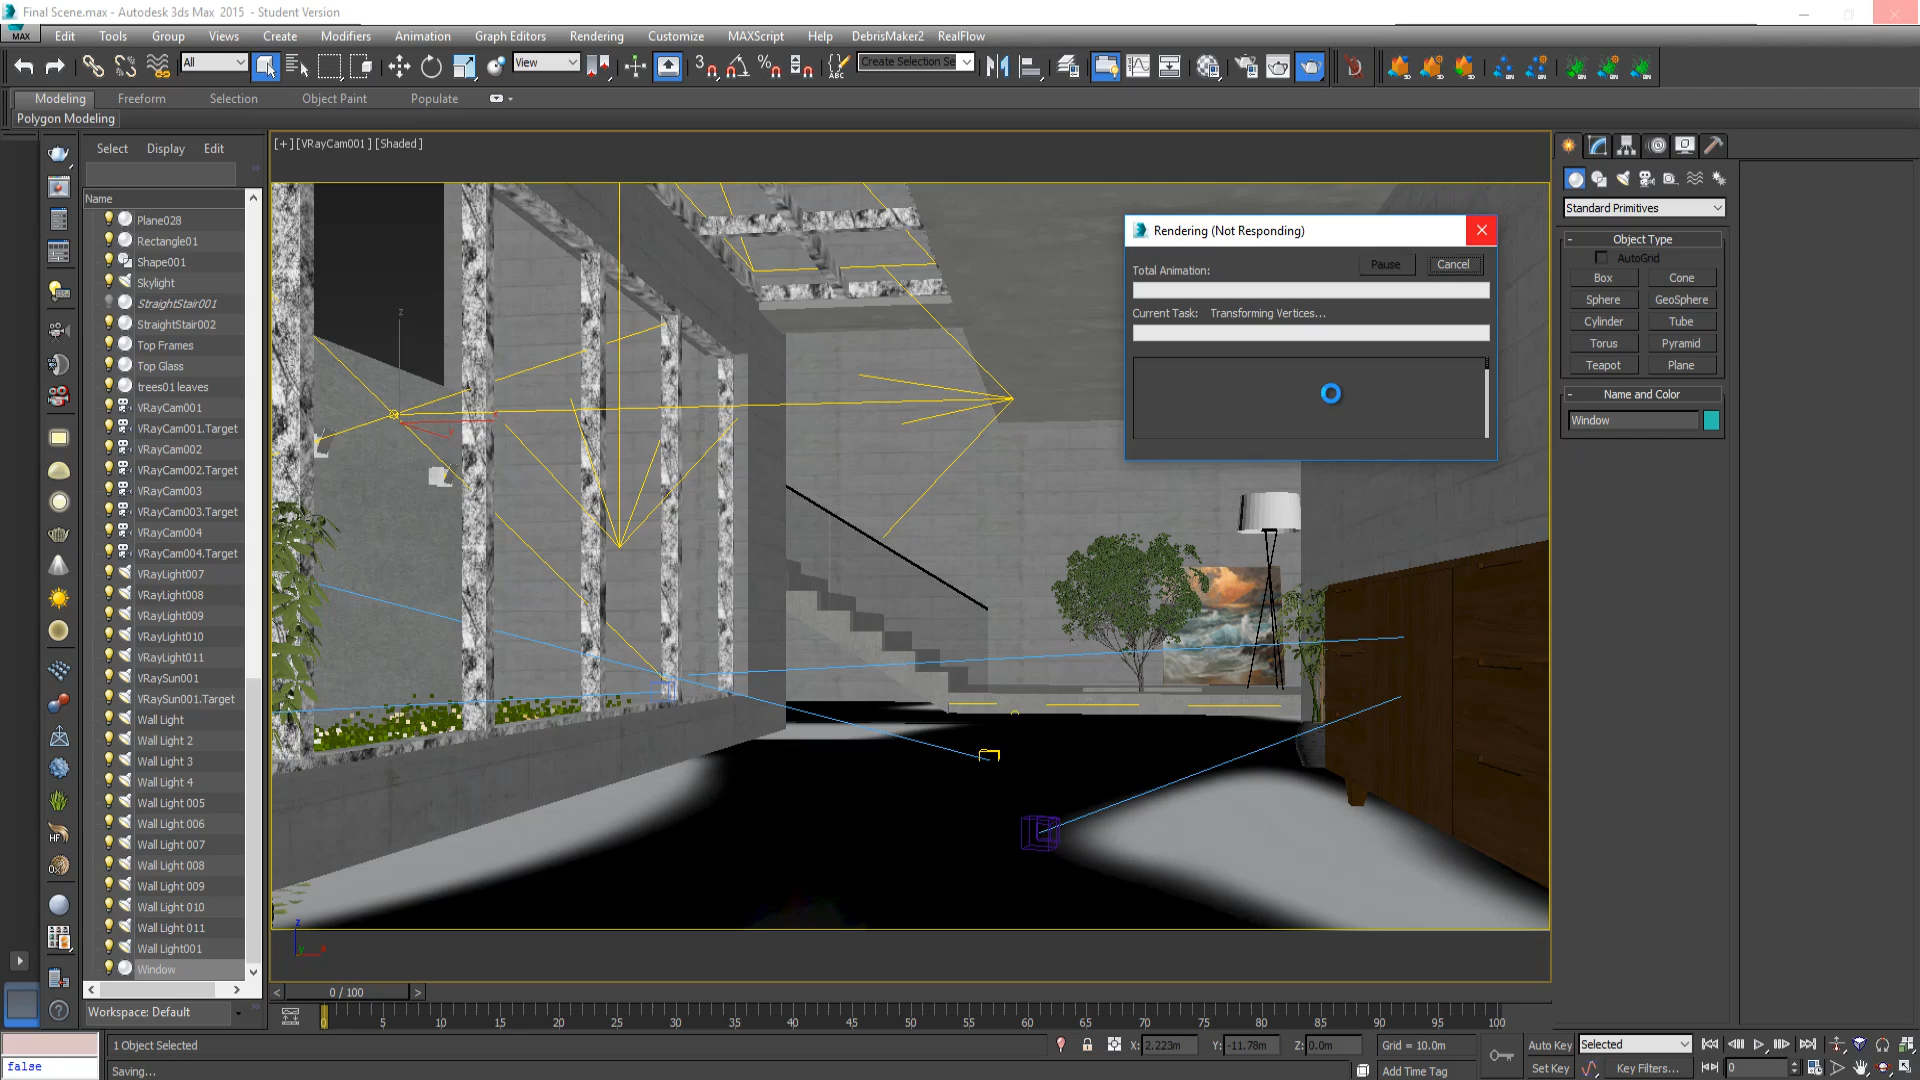 Final Scene.max - Autodesk 3ds Max 2015 - Student Version
MAX
Edit Tools Group Views Create Modifiers Animation Graph Editors Rendering Customize MAXScript Help DebrisMaker2 RealFlow
All View 3 % ABC Create Selection Se
Modeling Freeform Selection Object Paint Populate
Polygon Modeling
Select Display Edit
[+][VRayCam001][Shaded]
Name
Plane028
Rectangle01
Shape001
Skylight
StraightStair001
StraightStair002
Top Frames
Top Glass
trees01 leaves
VRayCam001
VRayCam001.Target
VRayCam002
VRayCam002.Target
VRayCam003
VRayCam003.Target
VRayCam004
VRayCam004.Target
VRayLight007
VRayLight008
VRayLight009
VRayLight010
VRayLight011
VRaySun001
VRaySun001.Target
Wall Light
Wall Light 2
Wall Light 3
Wall Light 4
Wall Light 005
Wall Light 006
Wall Light 007
Wall Light 008
Wall Light 009
Wall Light 010
Wall Light 011
Wall Light001
Window
Workspace: Default
Rendering (Not Responding)
Total Animation: Pause Cancel
Current Task: Transforming Vertices...
Standard Primitives
- Object Type
AutoGrid
Box Cone
Sphere GeoSphere
Cylinder Tube
Torus Pyramid
Teapot Plane
- Name and Color
Window
< 0 / 100 >
0 5 10 15 20 25 30 35 40 45 50 55 60 65 70 75 80 85 90 95 100
1 Object Selected X: 2.223m Y: -11.78m Z: 0.0m Grid = 10.0m Auto Key Selected
false Saving... Add Time Tag Set Key Key Filters... 0